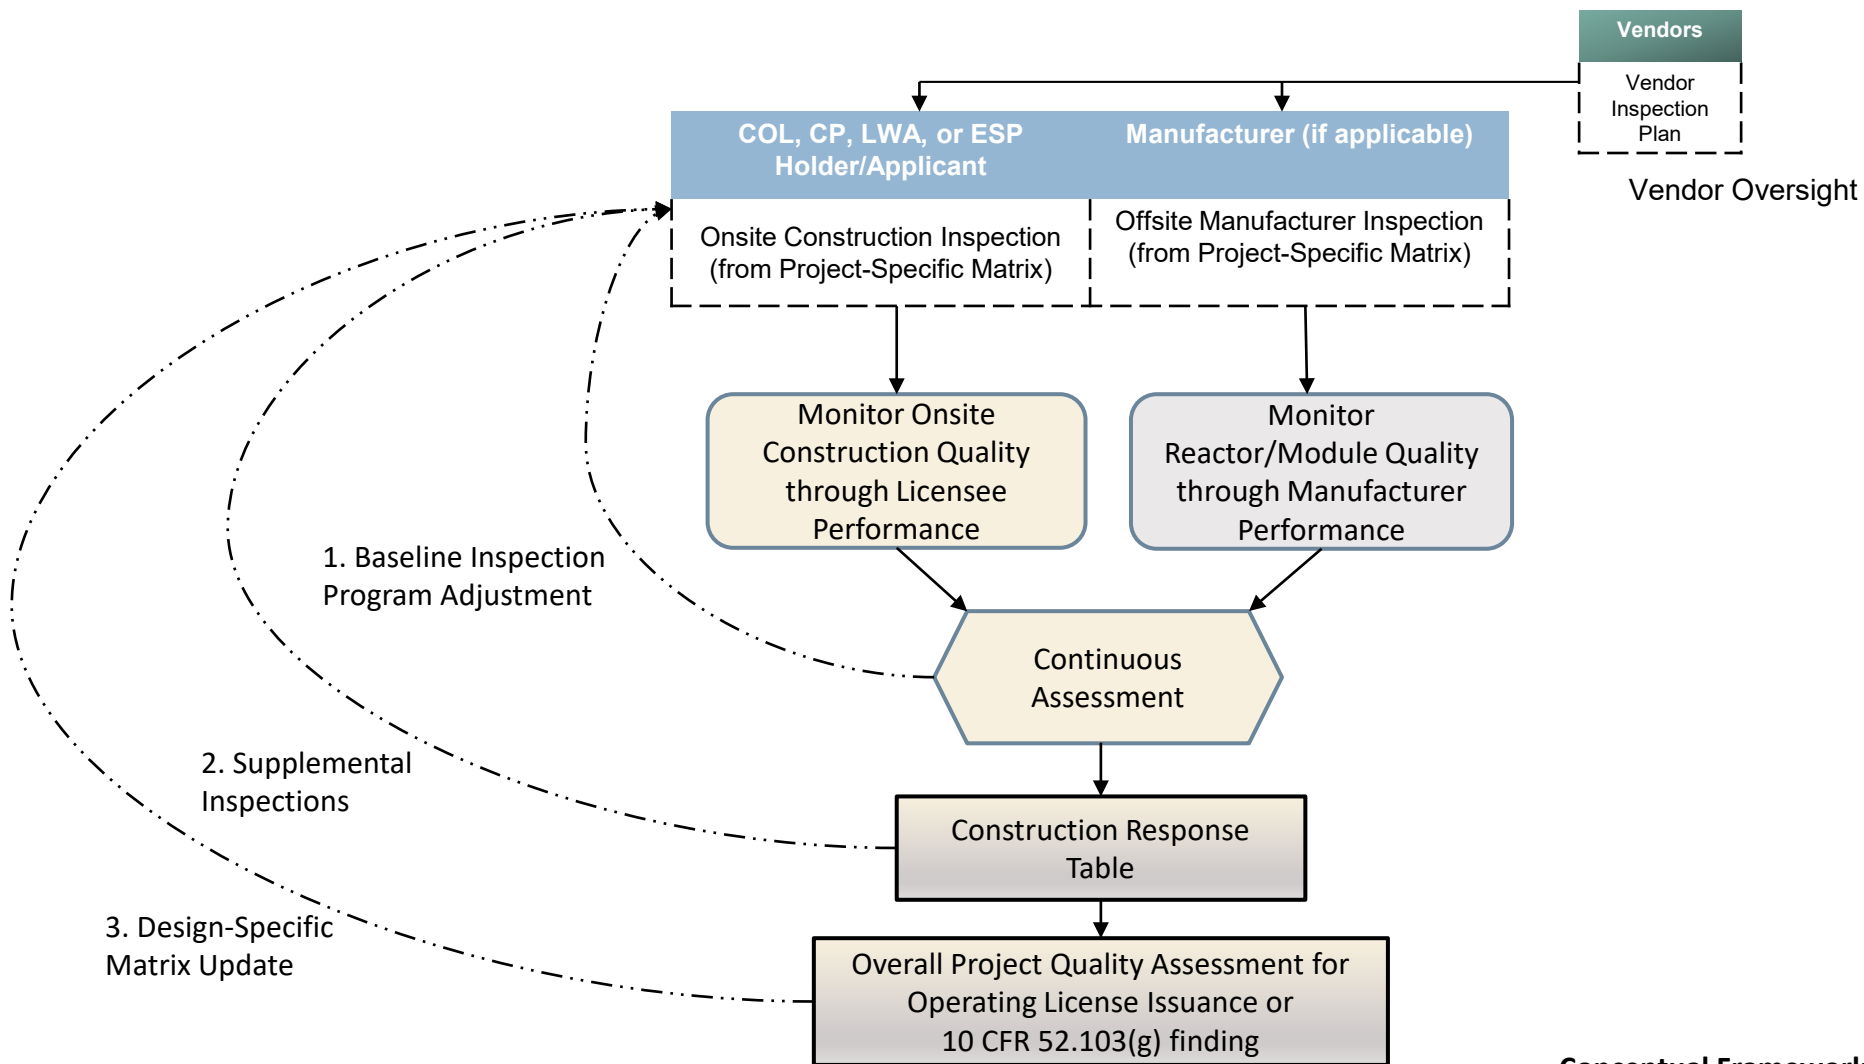 Vendors
Vendor
Inspection
Plan
Vendor Oversight
COL, CP, LWA, or ESP
Holder/Applicant
Manufacturer (if applicable)
Onsite Construction Inspection
(from Project-Specific Matrix)
Offsite Manufacturer Inspection
(from Project-Specific Matrix)
Monitor Onsite
Construction Quality
through Licensee
Performance
Monitor
Reactor/Module Quality
through Manufacturer
Performance
1. Baseline Inspection
Program Adjustment
Continuous
Assessment
2. Supplemental
Inspections
Construction Response
Table
3. Design-Specific
Matrix Update
Overall Project Quality Assessment for
Operating License Issuance or
10 CFR 52.103(g) finding
Conceptual Framework